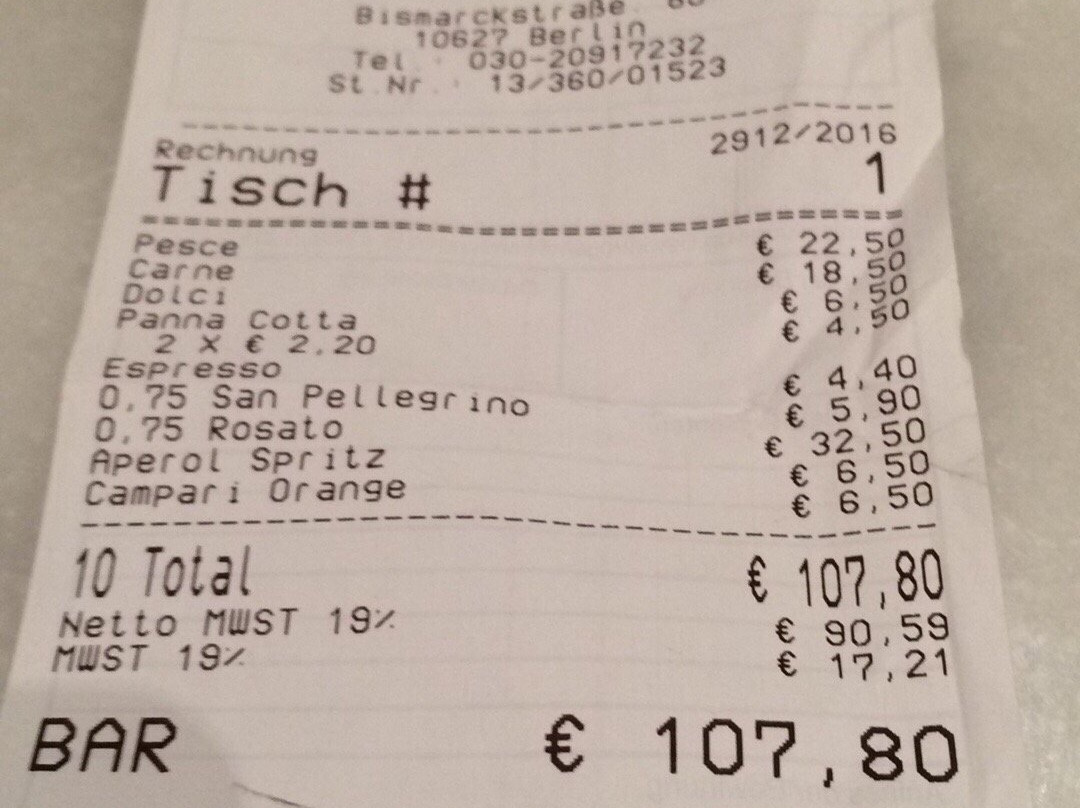 Bismarckstraße
10627 Berlin
Tel.: 030-20917232
St.Nr.: 13/360/01523
Rechnung 2912/2016
Tisch # 1
Pesce € 22,50
Carne € 18,50
Dolci € 6,50
Panna Cotta € 4,50
2 X € 2,20
Espresso € 4,40
0,75 San Pellegrino € 5,90
0,75 Rosato € 32,50
Aperol Spritz € 6,50
Campari Orange € 6,50
10 Total € 107,80
Netto MWST 19% € 90,59
MWST 19% € 17,21
BAR € 107,80